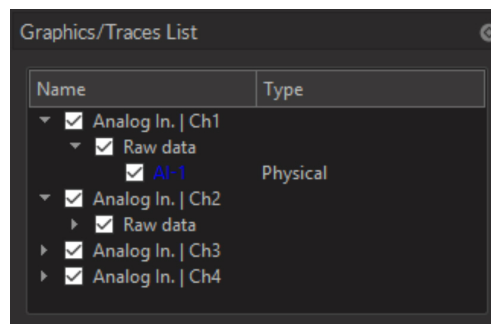 Graphics/Traces List
Name Type
Analog In. | Ch1
Raw data
AI-1 Physical
Analog In. | Ch2
Raw data
Analog In. | Ch3
Analog In. | Ch4